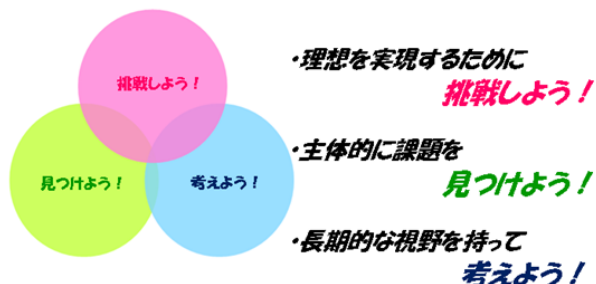 挑戦しよう！
見つけよう！
考えよう！
・理想を実現するために
挑戦しよう！
・主体的に課題を
見つけよう！
・長期的な視野を持って
考えよう！